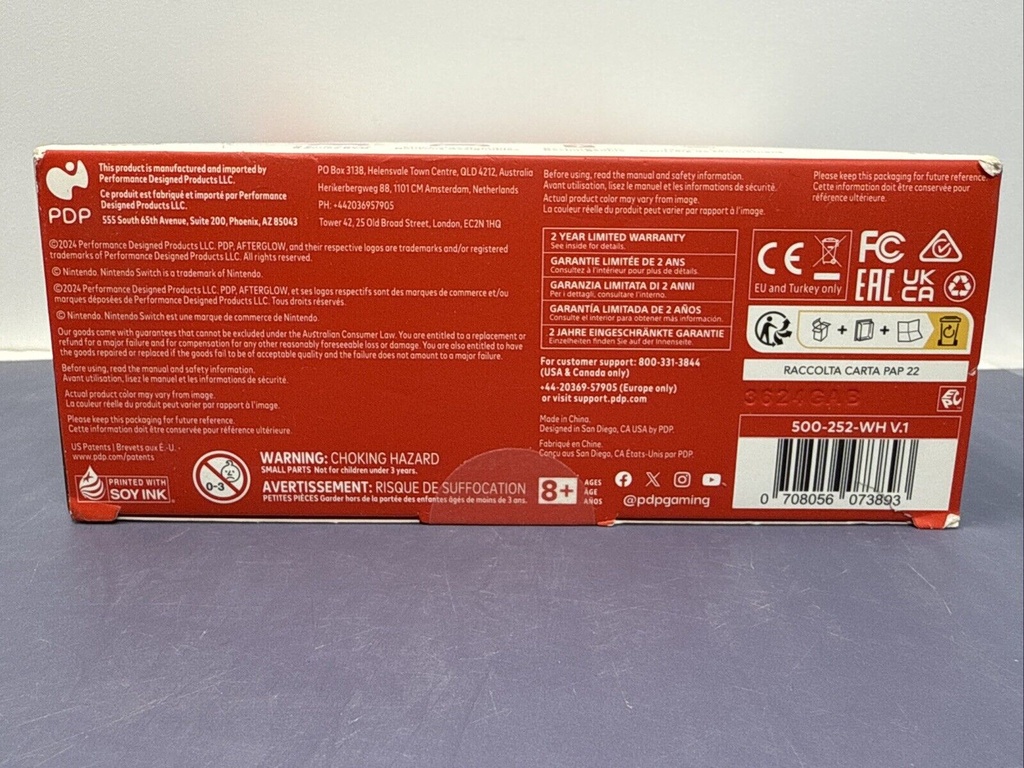 PDP
This product is manufactured and imported by
Performance Designed Products LLC.
Ce produit est fabriqué et importé par Performance
Designed Products LLC.
555 South 65th Avenue, Suite 200, Phoenix, AZ 85043
PO Box 3138, Helensvale Town Centre, QLD 4212, Australia
Herikerbergweg 88, 1101 CM Amsterdam, Netherlands
PH: +442036957905
Tower 42, 25 Old Broad Street, London, EC2N 1HQ
©2024 Performance Designed Products LLC. PDP, AFTERGLOW, and their respective logos are trademarks and/or registered
trademarks of Performance Designed Products LLC. All rights reserved.
© Nintendo. Nintendo Switch is a trademark of Nintendo.
©2024 Performance Designed Products LLC. PDP, AFTERGLOW, et ses logos respectifs sont des marques de commerce et/ou
marques déposées de Performance Designed Products LLC. Tous droits réservés.
© Nintendo. Nintendo Switch est une marque de commerce de Nintendo.
Our goods come with guarantees that cannot be excluded under the Australian Consumer Law. You are entitled to a replacement or
refund for a major failure and for compensation for any other reasonably foreseeable loss or damage. You are also entitled to have
the goods repaired or replaced if the goods fail to be of acceptable quality and the failure does not amount to a major failure.
Before using, read the manual and safety information.
Avant utilisation, lisez le manuel et les informations de sécurité.
Actual product color may vary from image.
La couleur réelle du produit peut varier par rapport à l'image.
Please keep this packaging for future reference.
Cette information doit être conservée pour référence ultérieure.
US Patents | Brevets aux É.-U. -
www.pdp.com/patents
PRINTED WITH
SOY INK
0-3
WARNING: CHOKING HAZARD
SMALL PARTS Not for children under 3 years.
AVERTISSEMENT: RISQUE DE SUFFOCATION
PETITES PIÈCES Garder hors de la portée des enfantes âgés de moins de 3 ans.
Before using, read the manual and safety information.
Avant utilisation, lisez le manuel et les informations de sécurité.
Actual product color may vary from image.
La couleur réelle du produit peut varier par rapport à l'image.
2 YEAR LIMITED WARRANTY
See inside for details.
GARANTIE LIMITÉE DE 2 ANS
Consultez à l'intérieur pour plus de détails.
GARANZIA LIMITATA DI 2 ANNI
Per i dettagli, consultare l'interno.
GARANTÍA LIMITADA DE 2 AÑOS
Consulte el interior para obtener más información.
2 JAHRE EINGESCHRÄNKTE GARANTIE
Einzelheiten finden Sie auf der Innenseite.
For customer support: 800-331-3844
(USA & Canada only)
+44-20369-57905 (Europe only)
or visit support.pdp.com
Made in China.
Designed in San Diego, CA USA by PDP.
Fabriqué en Chine.
Conçu aus San Diego, CA États-Unis par PDP.
8+
AGES
ÂGE
AÑOS
@pdpgaming
Please keep this packaging for future reference.
Cette information doit être conservée pour
référence ultérieure.
CE
EU and Turkey only
FC
EAC
UK
CA
RACCOLTA CARTA PAP 22
500-252-WH V.1
0 708056 073893